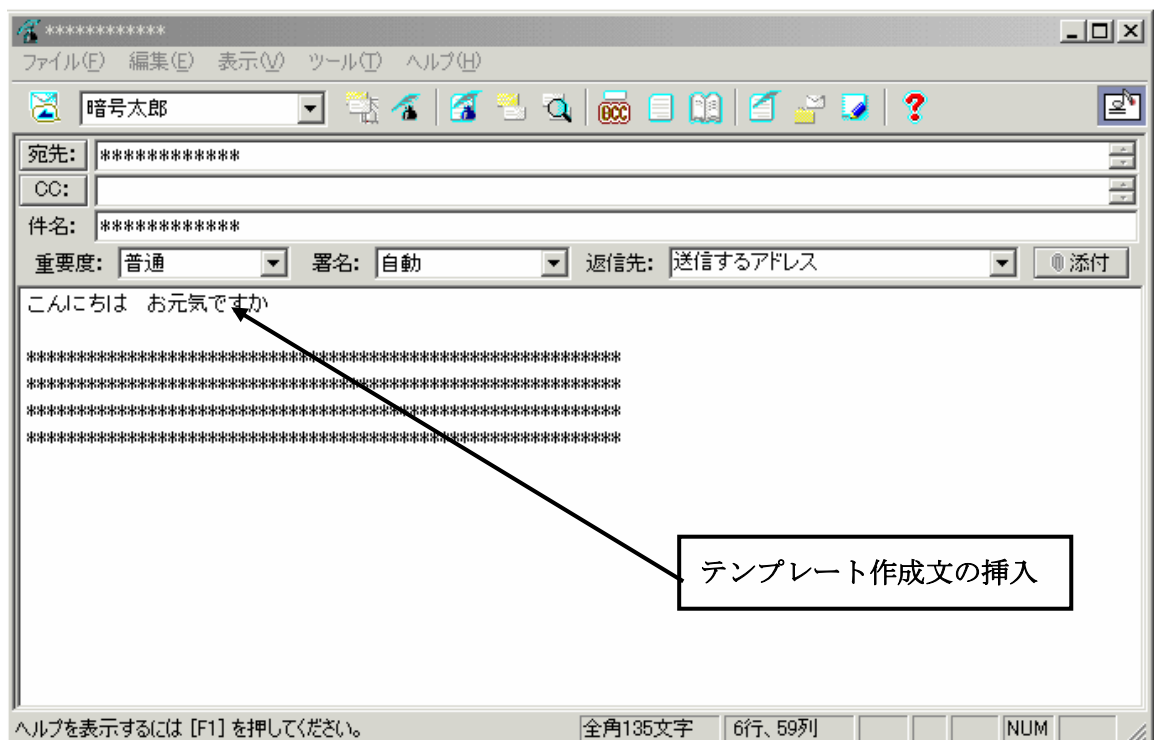 ************
ファイル(F) 編集(E) 表示(V) ツール(T) ヘルプ(H)
暗号太郎 BCC ?
宛先: ************
CC:
件名: ************
重要度: 普通 署名: 自動 返信先: 送信するアドレス 添付
こんにちは　お元気ですか
***********************************************************
***********************************************************
***********************************************************
***********************************************************
テンプレート作成文の挿入
ヘルプを表示するには [F1] を押してください。 全角135文字 6行、59列 NUM